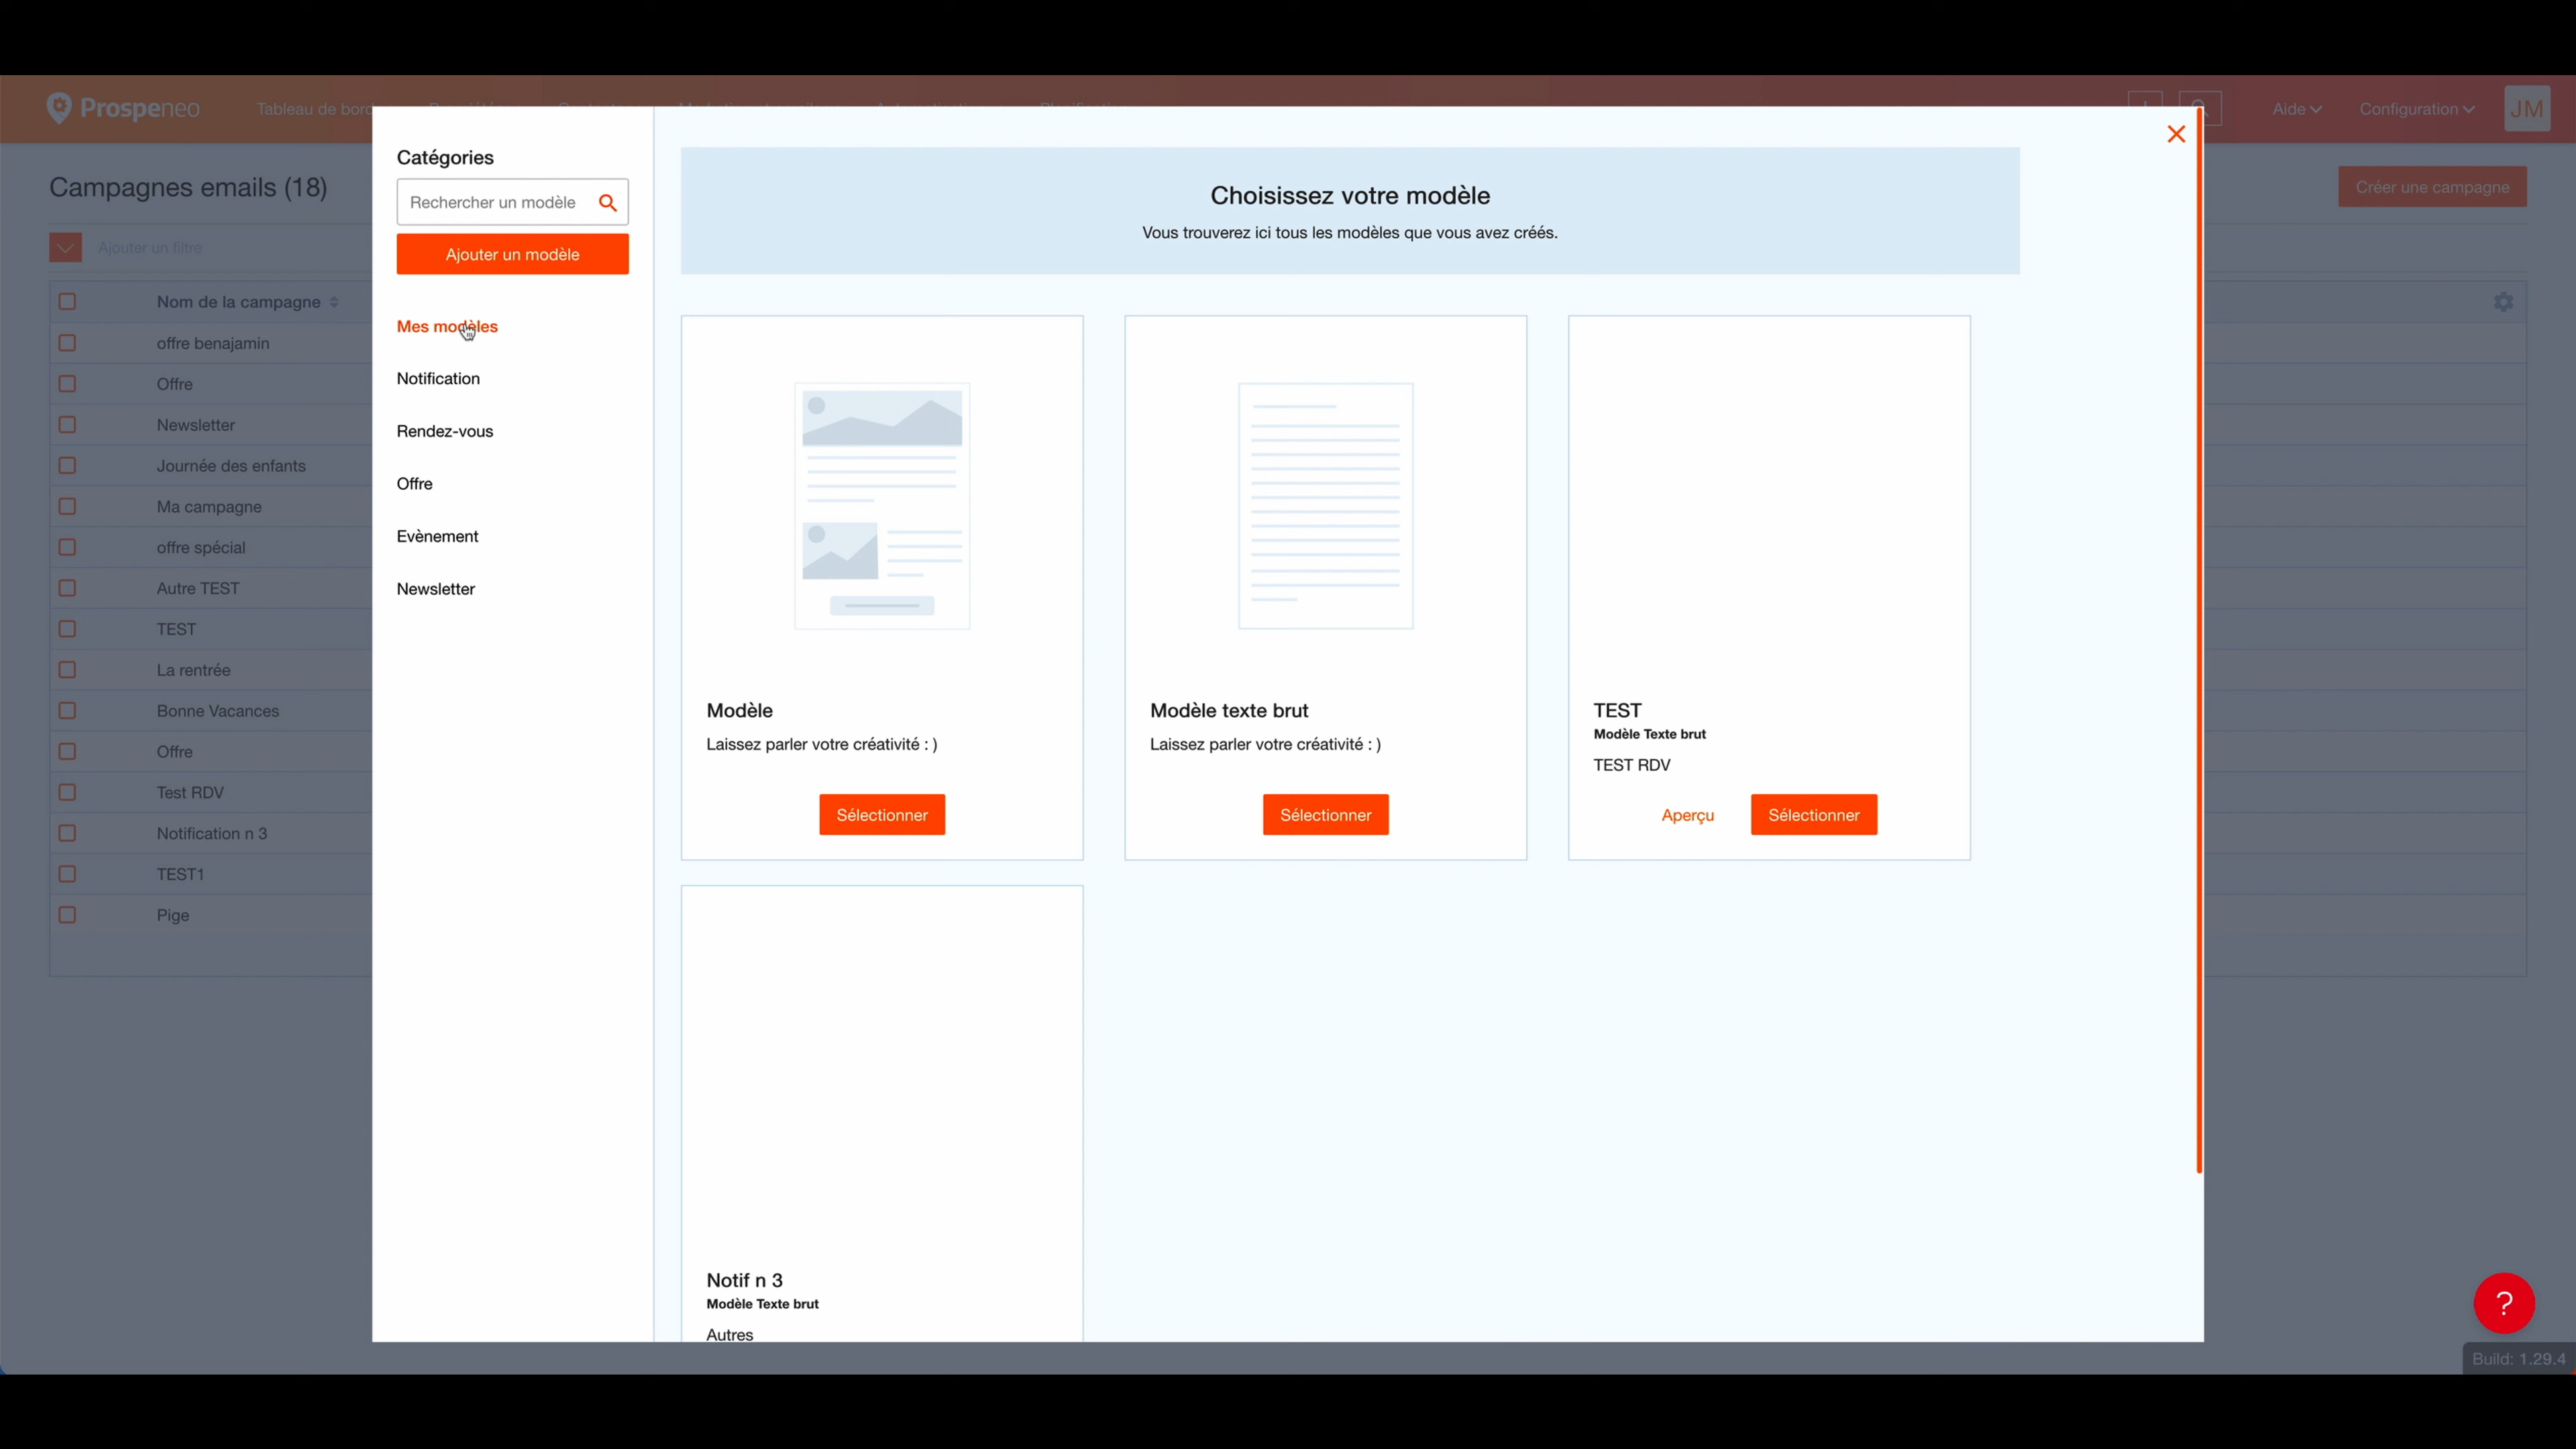 Prospeneo
Tableau de bord
Aide
Configuration
JM
Campagnes emails (18)
Créer une campagne
Ajouter un filtre
Nom de la campagne
offre benajamin
Offre
Newsletter
Journée des enfants
Ma campagne
offre spécial
Autre TEST
TEST
La rentrée
Bonne Vacances
Offre
Test RDV
Notification n 3
TEST1
Pige
Catégories
Rechercher un modèle
Ajouter un modèle
Mes modèles
Notification
Rendez-vous
Offre
Evènement
Newsletter
Choisissez votre modèle
Vous trouverez ici tous les modèles que vous avez créés.
Modèle
Laissez parler votre créativité : )
Sélectionner
Modèle texte brut
Laissez parler votre créativité : )
Sélectionner
TEST
Modèle Texte brut
TEST RDV
Aperçu
Sélectionner
Notif n 3
Modèle Texte brut
Autres
?
Build: 1.29.4